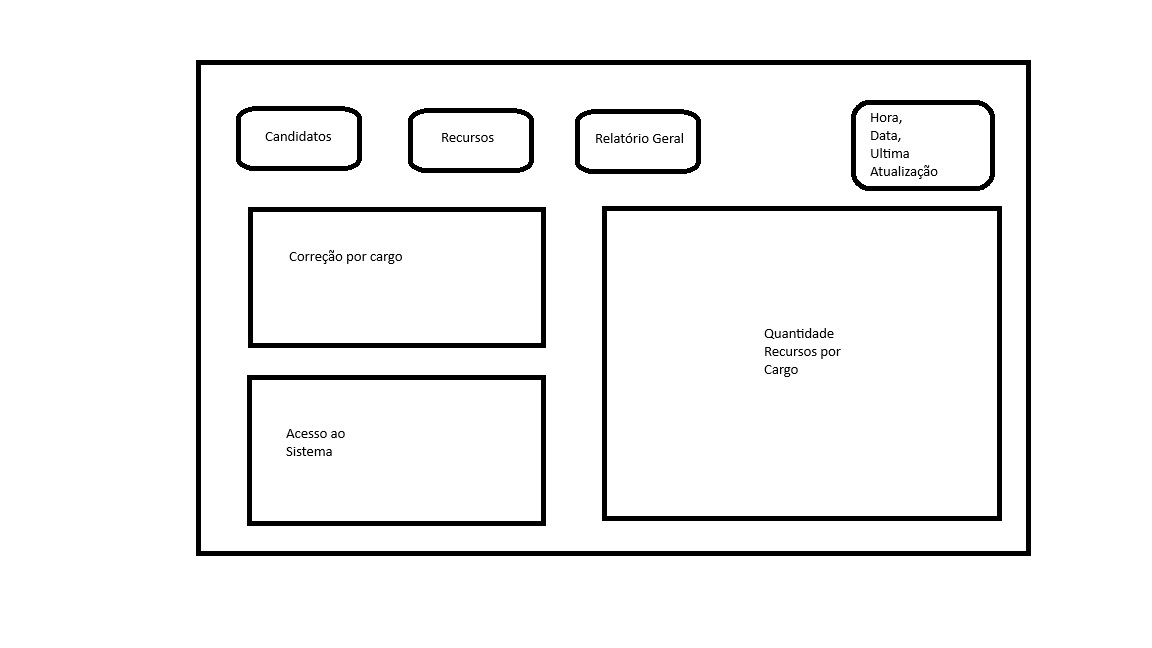 Candidatos
Recursos
Relatório Geral
Hora,
Data,
Ultima
Atualização
Correção por cargo
Acesso ao
Sistema
Quantidade
Recursos por
Cargo